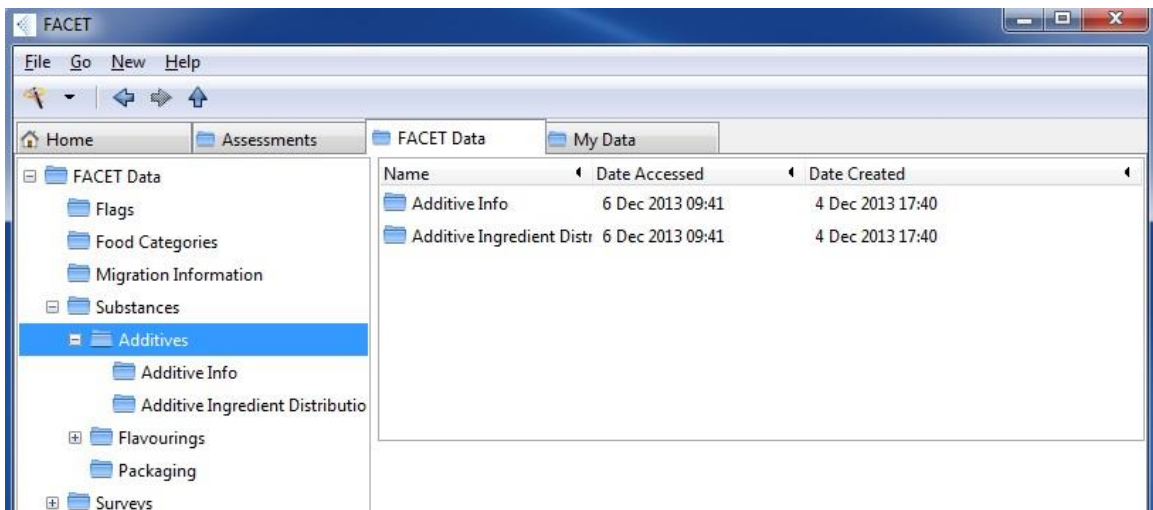 FACET
File Go New Help
Home Assessments FACET Data My Data
FACET Data
Flags
Food Categories
Migration Information
Substances
Additives
Additive Info
Additive Ingredient Distributio
Flavourings
Packaging
Surveys
Name Date Accessed Date Created
Additive Info 6 Dec 2013 09:41 4 Dec 2013 17:40
Additive Ingredient Distr 6 Dec 2013 09:41 4 Dec 2013 17:40